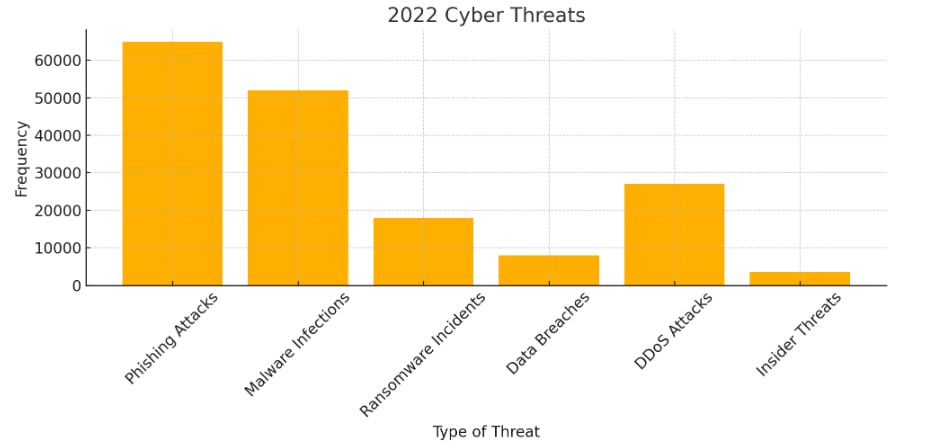 2022 Cyber Threats
Frequency
60000
50000
40000
30000
20000
10000
0
Phishing Attacks
Malware Infections
Ransomware Incidents
Data Breaches
DDoS Attacks
Insider Threats
Type of Threat